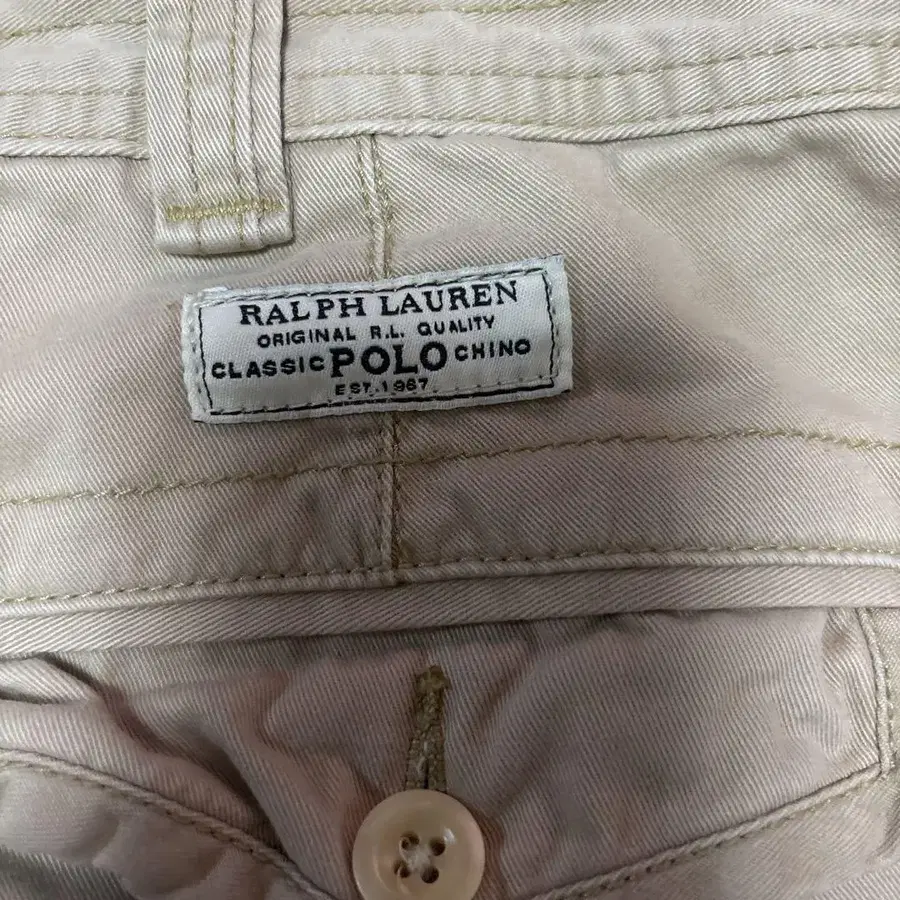 RALPH LAUREN
ORIGINAL R.L. QUALITY
CLASSIC POLO CHINO
EST. 1967